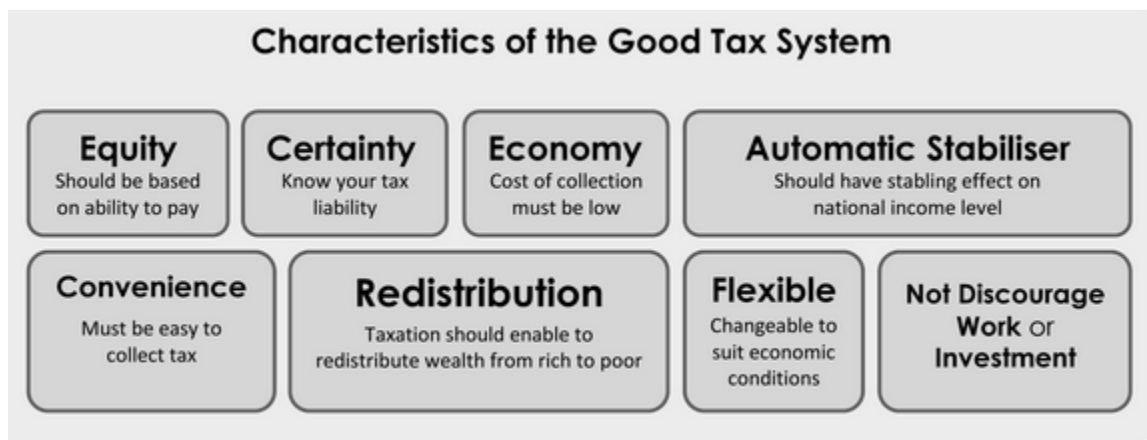 Characteristics of the Good Tax System
Equity
Should be based
on ability to pay
Certainty
Know your tax
liability
Economy
Cost of collection
must be low
Automatic Stabiliser
Should have stabling effect on
national income level
Convenience
Must be easy to
collect tax
Redistribution
Taxation should enable to
redistribute wealth from rich to poor
Flexible
Changeable to
suit economic
conditions
Not Discourage
Work or
Investment